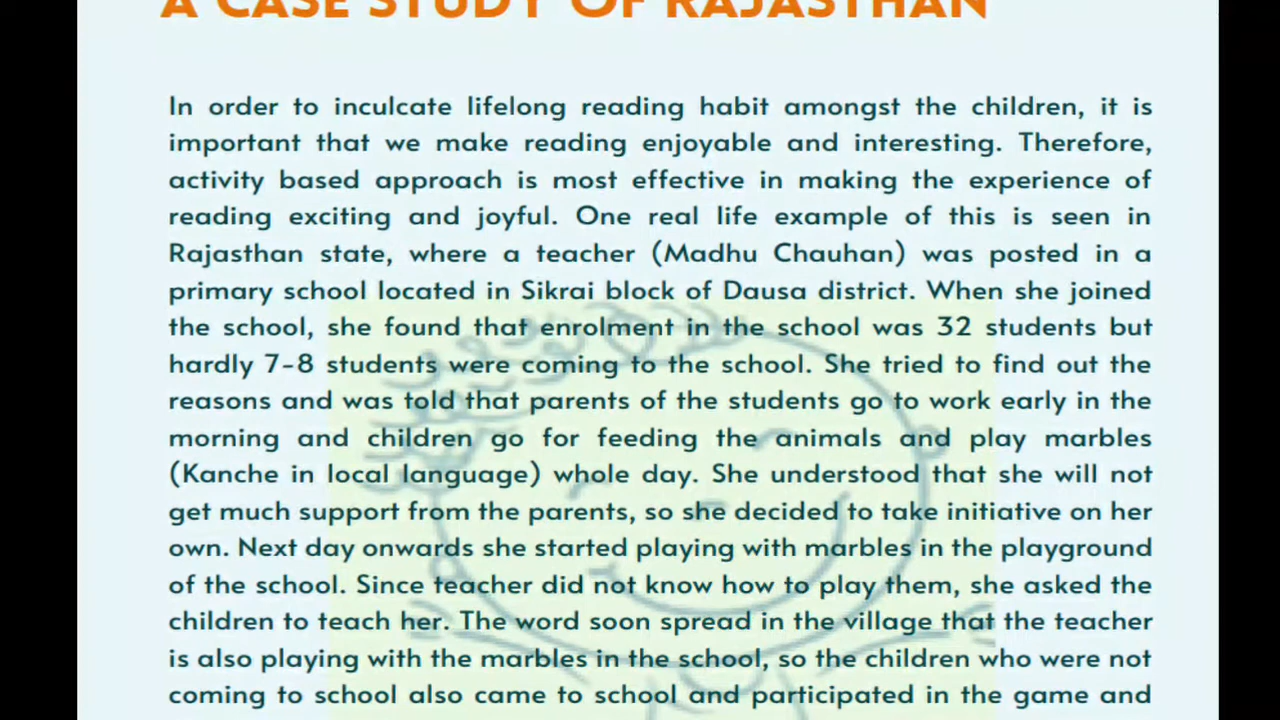 A CASE STUDY OF RAJASTHAN
In order to inculcate lifelong reading habit amongst the children, it is
important that we make reading enjoyable and interesting. Therefore,
activity based approach is most effective in making the experience of
reading exciting and joyful. One real life example of this is seen in
Rajasthan state, where a teacher (Madhu Chauhan) was posted in a
primary school located in Sikrai block of Dausa district. When she joined
the school, she found that enrolment in the school was 32 students but
hardly 7-8 students were coming to the school. She tried to find out the
reasons and was told that parents of the students go to work early in the
morning and children go for feeding the animals and play marbles
(Kanche in local language) whole day. She understood that she will not
get much support from the parents, so she decided to take initiative on her
own. Next day onwards she started playing with marbles in the playground
of the school. Since teacher did not know how to play them, she asked the
children to teach her. The word soon spread in the village that the teacher
is also playing with the marbles in the school, so the children who were not
coming to school also came to school and participated in the game and